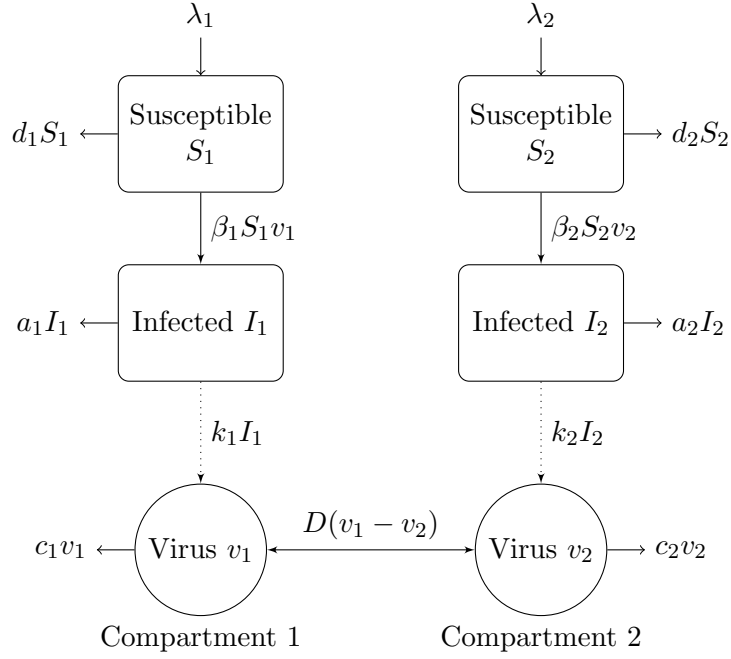 λ₁
λ₂
Susceptible
S₁
d₁S₁
Susceptible
S₂
d₂S₂
β₁S₁v₁
β₂S₂v₂
a₁I₁
Infected I₁
Infected I₂
a₂I₂
k₁I₁
k₂I₂
D(v₁ − v₂)
c₁v₁
Virus v₁
Virus v₂
c₂v₂
Compartment 1
Compartment 2